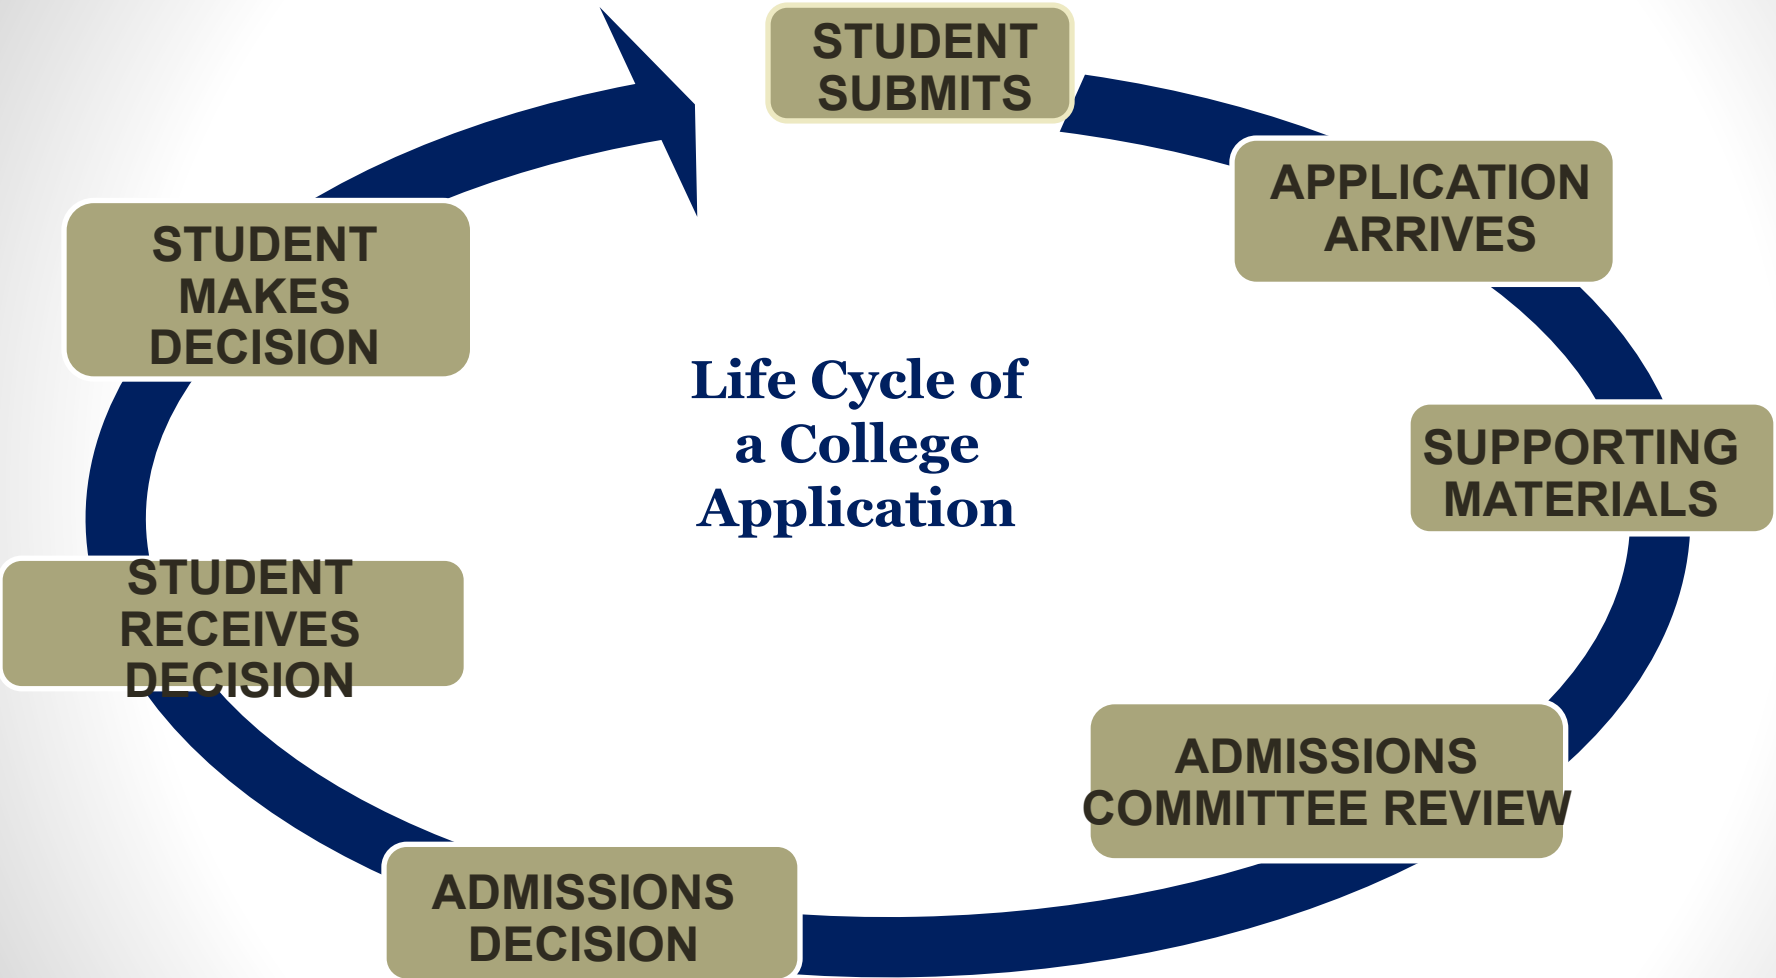 STUDENT
SUBMITS
APPLICATION
ARRIVES
SUPPORTING
MATERIALS
ADMISSIONS
COMMITTEE REVIEW
ADMISSIONS
DECISION
STUDENT
RECEIVES
DECISION
STUDENT
MAKES
DECISION
Life Cycle of
a College
Application